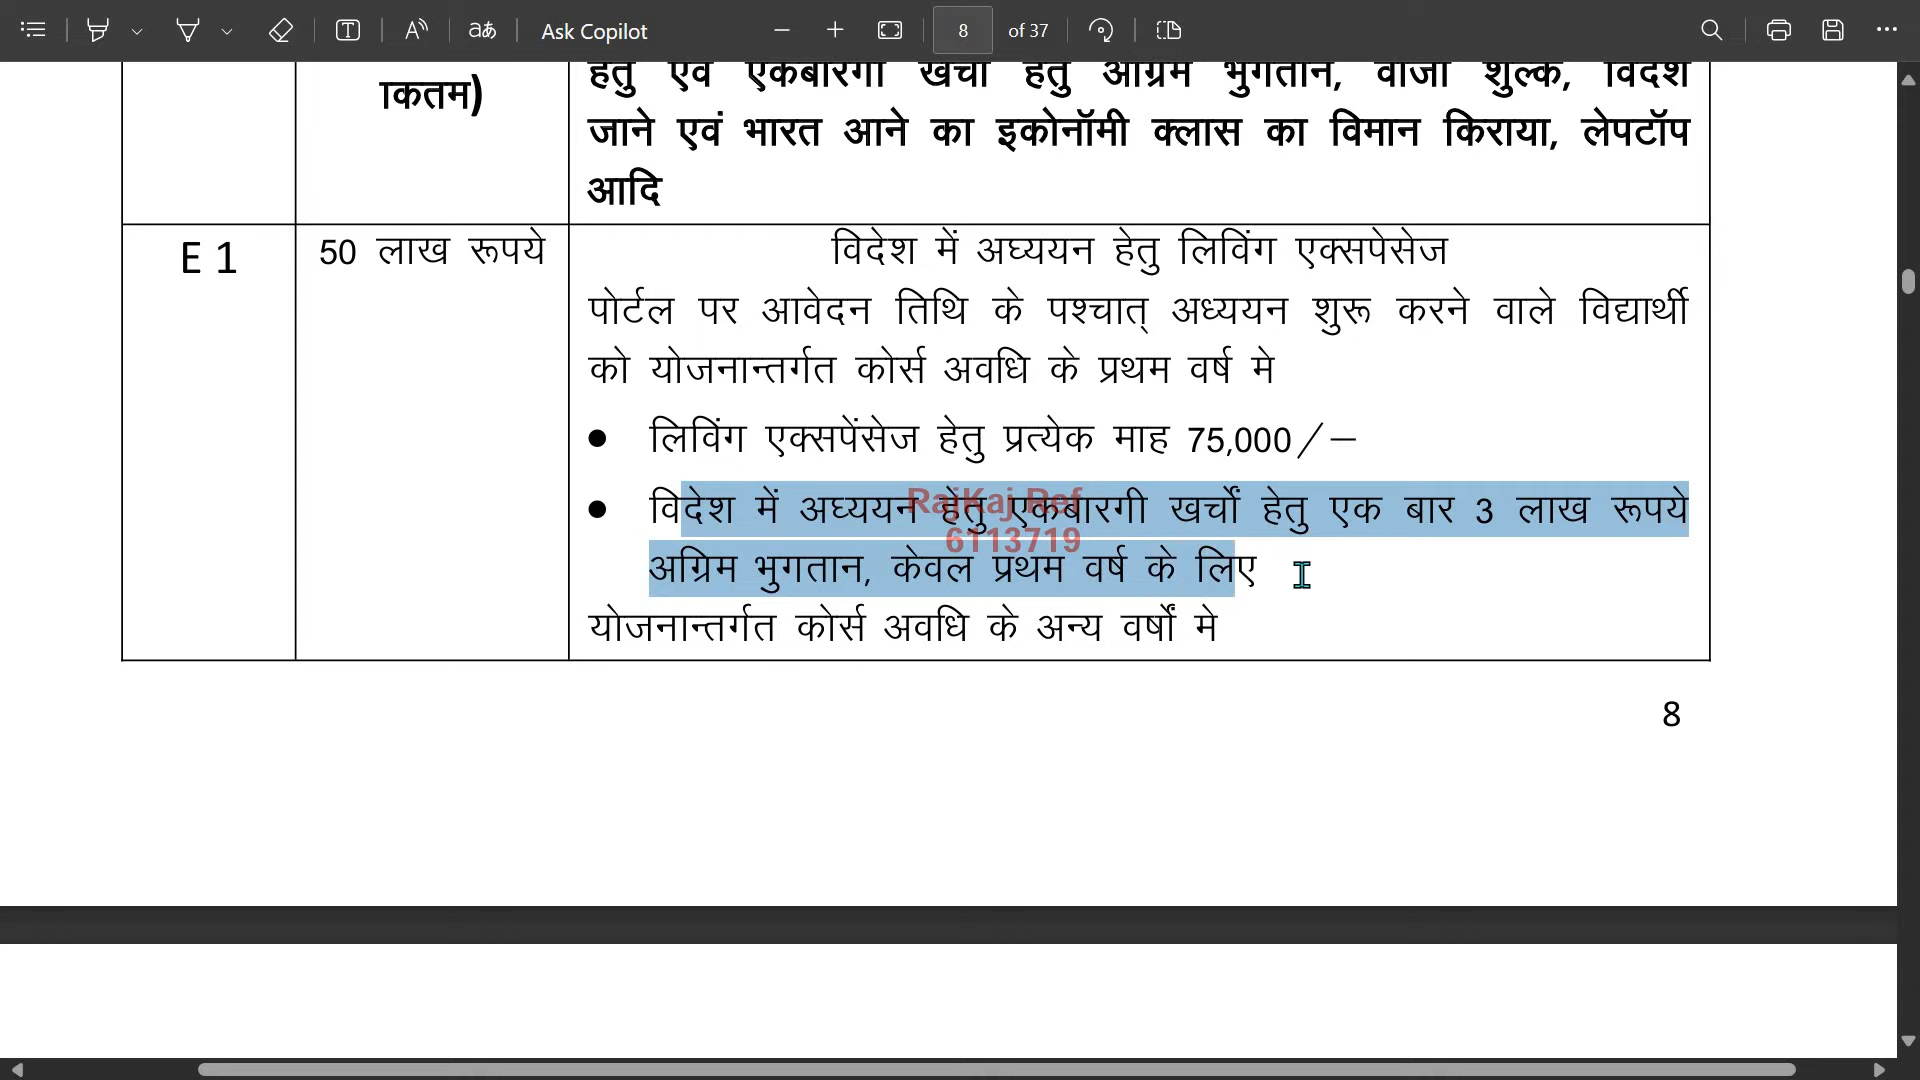 Ask Copilot
8 of 37
हेतु एवं एकबारगी खर्चों हेतु अग्रिम भुगतान, वीजा शुल्क, विदेश
ाकतम) जाने एवं भारत आने का इकोनॉमी क्लास का विमान किराया, लेपटॉप
आदि
E 1 50 लाख रूपये विदेश में अघ्ययन हेतु लिविंग एक्सपेसेज
पोर्टल पर आवेदन तिथि के पश्चात् अध्ययन शुरू करने वाले विद्यार्थी
को योजनान्तर्गत कोर्स अवधि के प्रथम वर्ष मे
● लिविंग एक्सपेंसेज हेतु प्रत्येक माह 75,000/–
● विदेश में अघ्ययन हेतु एकबारगी खर्चों हेतु एक बार 3 लाख रूपये
अग्रिम भुगतान, केवल प्रथम वर्ष के लिए
योजनान्तर्गत कोर्स अवधि के अन्य वर्षों मे
RajKaj Ref
6113719
8